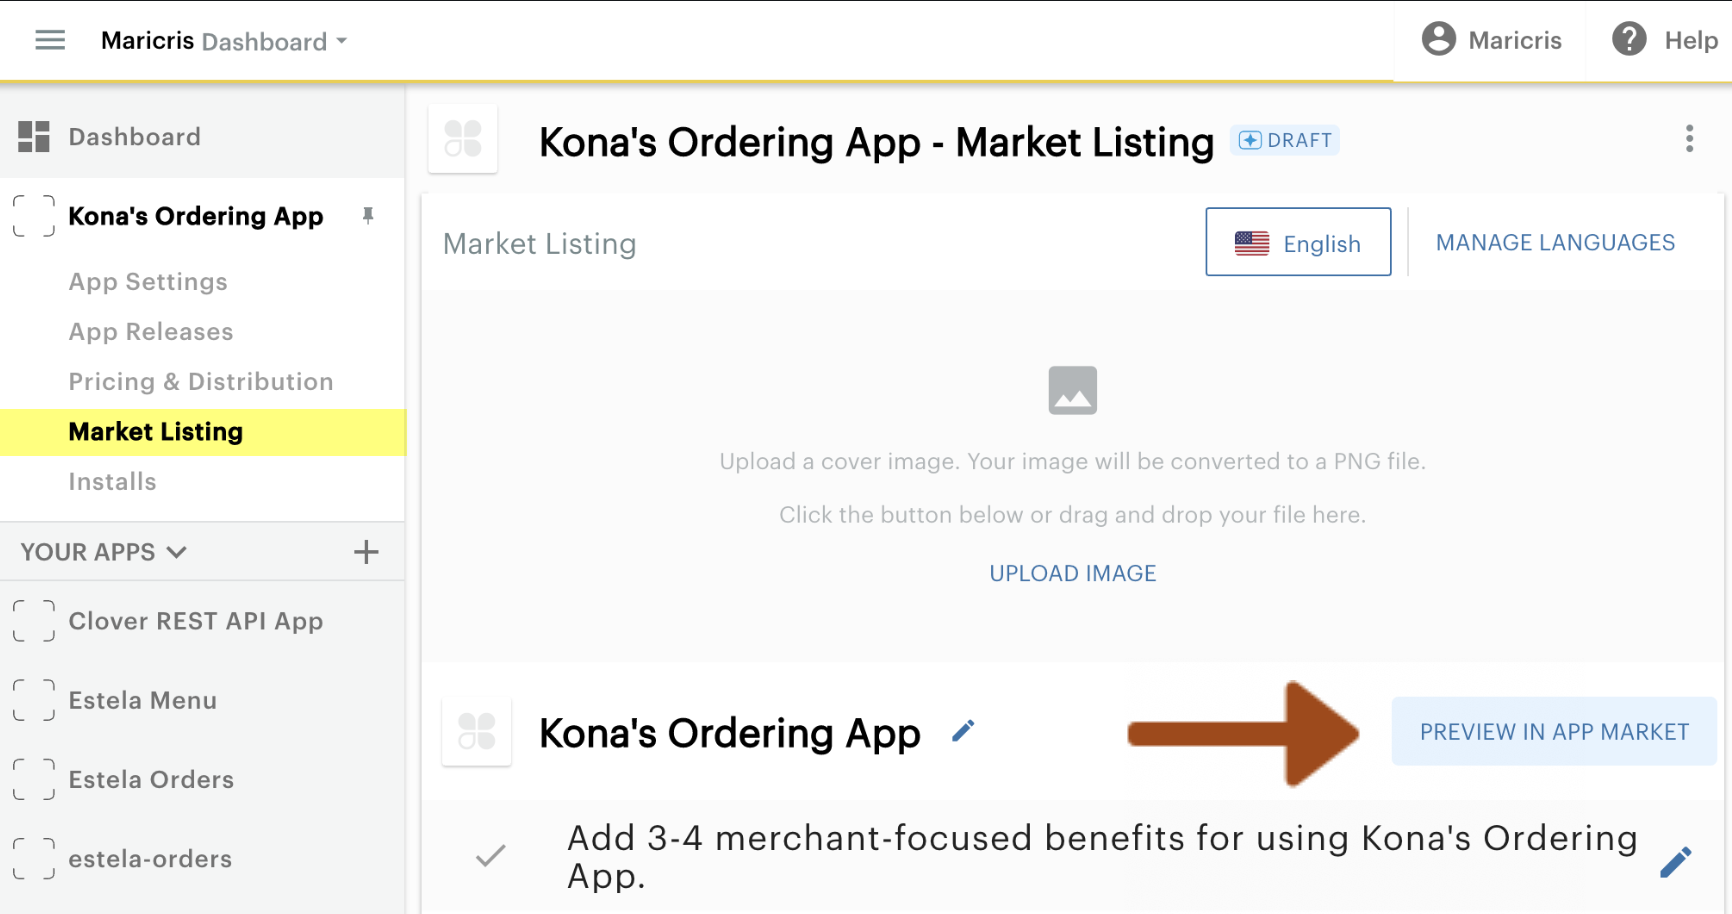 Maricris Dashboard
Maricris
Help
Dashboard
Kona's Ordering App
App Settings
App Releases
Pricing & Distribution
Market Listing
Installs
YOUR APPS
Clover REST API App
Estela Menu
Estela Orders
estela-orders
Kona's Ordering App - Market Listing
DRAFT
Market Listing
English
MANAGE LANGUAGES
Upload a cover image. Your image will be converted to a PNG file.
Click the button below or drag and drop your file here.
UPLOAD IMAGE
Kona's Ordering App
PREVIEW IN APP MARKET
Add 3-4 merchant-focused benefits for using Kona's Ordering
App.